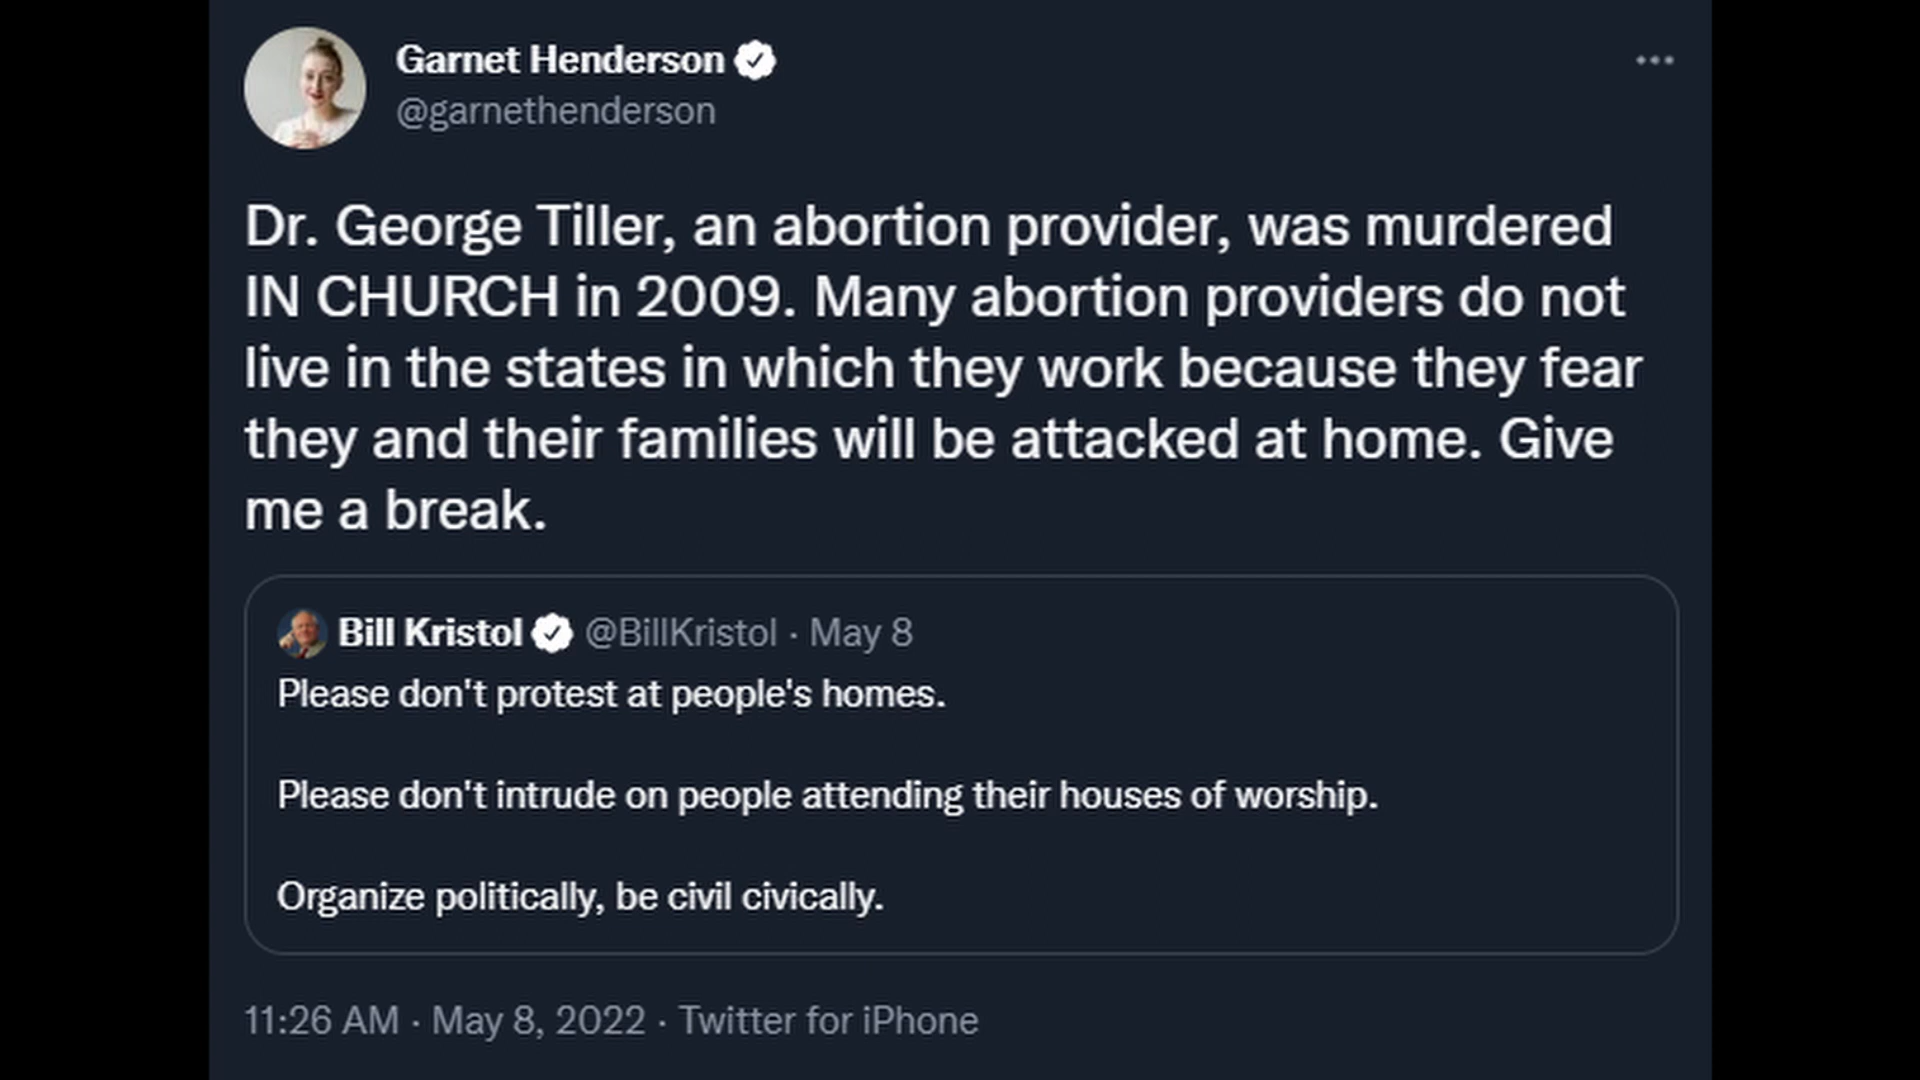 Garnet Henderson
@garnethenderson
Dr. George Tiller, an abortion provider, was murdered
IN CHURCH in 2009. Many abortion providers do not
live in the states in which they work because they fear
they and their families will be attacked at home. Give
me a break.
Bill Kristol @BillKristol · May 8
Please don't protest at people's homes.
Please don't intrude on people attending their houses of worship.
Organize politically, be civil civically.
11:26 AM · May 8, 2022 · Twitter for iPhone